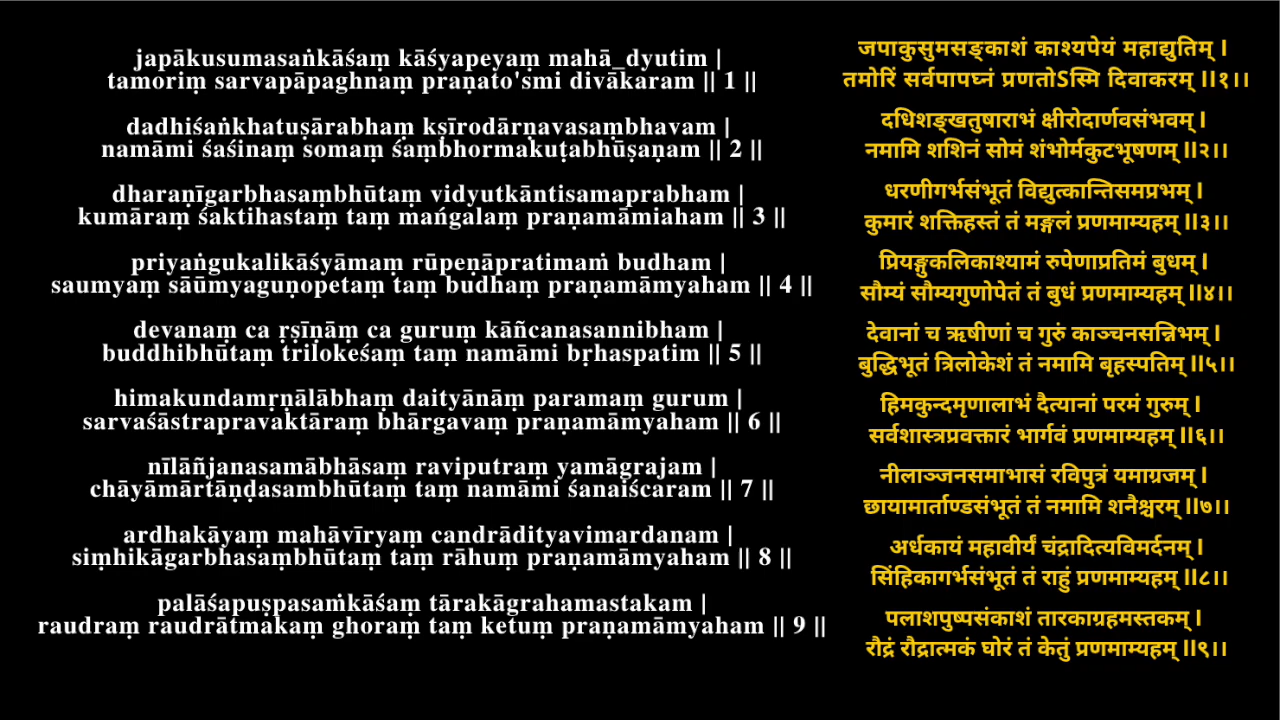 japākusumasaṅkāśaṃ kāśyapeyaṃ mahā_dyutim |
tamoriṃ sarvapāpaghnaṃ praṇato'smi divākaram || 1 ||
dadhiśaṅkhatuṣārabhaṃ kṣīrodārṇavasaṃbhavam |
namāmi śaśinaṃ somaṃ śaṃbhormakuṭabhūṣaṇam || 2 ||
dharaṇīgarbhasaṃbhūtaṃ vidyutkāntisamaprabham |
kumāraṃ śaktihastaṃ taṃ mańgalaṃ praṇamāmiaham || 3 ||
priyaṅgukalikāśyāmaṃ rūpeṇāpratimaṁ budham |
saumyaṃ sāūmyaguṇopetaṃ taṃ budhaṃ praṇamāmyaham || 4 ||
devanaṃ ca ṛṣīṇāṃ ca guruṃ kāñcanasannibham |
buddhibhūtaṃ trilokeśaṃ taṃ namāmi bṛhaspatim || 5 ||
himakundamṛṇālābhaṃ daityānāṃ paramaṃ gurum |
sarvaśāstrapravaktāraṃ bhārgavaṃ praṇamāmyaham || 6 ||
nīlāñjanasamābhāsaṃ raviputraṃ yamāgrajam |
chāyāmārtāṇḍasambhūtaṃ taṃ namāmi śanaiścaram || 7 ||
ardhakāyaṃ mahāvīryaṃ candrādityavimardanam |
siṃhikāgarbhasaṃbhūtaṃ taṃ rāhuṃ praṇamāmyaham || 8 ||
palāśapuṣpasaṁkāśaṃ tārakāgrahamastakam |
raudraṃ raudrātmakaṃ ghoraṃ taṃ ketuṃ praṇamāmyaham || 9 ||
जपाकुसुमसङ्काशं काश्यपेयं महाद्युतिम् ।
तमोरिं सर्वपापघ्नं प्रणतोऽस्मि दिवाकरम् ।।१।।
दधिशङ्खतुषाराभं क्षीरोदार्णवसंभवम् ।
नमामि शशिनं सोमं शंभोर्मकुटभूषणम् ।।२।।
धरणीगर्भसंभूतं विद्युत्कान्तिसमप्रभम् ।
कुमारं शक्तिहस्तं तं मङ्गलं प्रणमाम्यहम् ।।३।।
प्रियङ्गुकलिकाश्यामं रुपेणाप्रतिमं बुधम् ।
सौम्यं सौम्यगुणोपेतं तं बुधं प्रणमाम्यहम् ।।४।।
देवानां च ऋषीणां च गुरुं काञ्चनसन्निभम् ।
बुद्धिभूतं त्रिलोकेशं तं नमामि बृहस्पतिम् ।।५।।
हिमकुन्दमृणालाभं दैत्यानां परमं गुरुम् ।
सर्वशास्त्रप्रवक्तारं भार्गवं प्रणमाम्यहम् ।।६।।
नीलाञ्जनसमाभासं रविपुत्रं यमाग्रजम् ।
छायामार्ताण्डसंभूतं तं नमामि शनैश्चरम् ।।७।।
अर्धकायं महावीर्यं चंद्रादित्यविमर्दनम् ।
सिंहिकागर्भसंभूतं तं राहुं प्रणमाम्यहम् ।।८।।
पलाशपुष्पसंकाशं तारकाग्रहमस्तकम् ।
रौद्रं रौद्रात्मकं घोरं तं केतुं प्रणमाम्यहम् ।।९।।